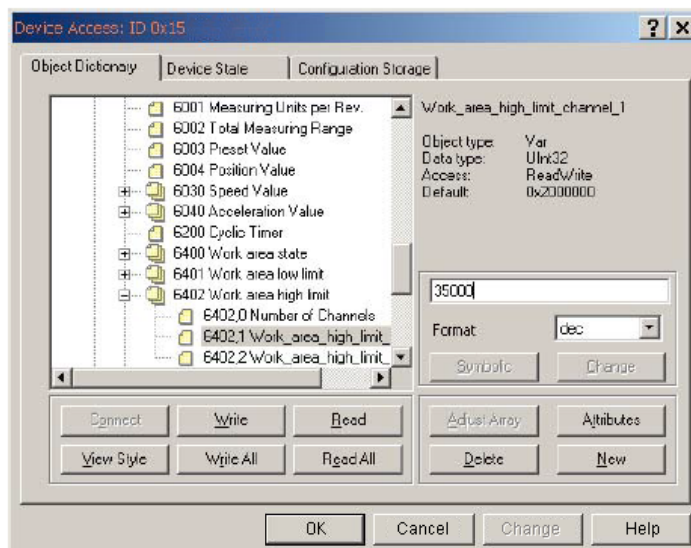 Device Access: ID 0x15
Object Dictionary
Device State
Configuration Storage
6001 Measuring Units per Rev.
6002 Total Measuring Range
6003 Preset Value
6004 Position Value
6030 Speed Value
6040 Acceleration Value
6200 Cyclic Timer
6400 Work area state
6401 Work area low limit
6402 Work area high limit
6402,0 Number of Channels
6402,1 Work_area_high_limit_
6402,2 Work_area_high_limit_
Work_area_high_limit_channel_1
Object type: Var
Data type: UInt32
Access: ReadWrite
Default: 0x2000000
35000
Format dec
Symbolic Change
Connect Write Read
View Style Write All Read All
Adjust Array Attributes
Delete New
OK Cancel Change Help